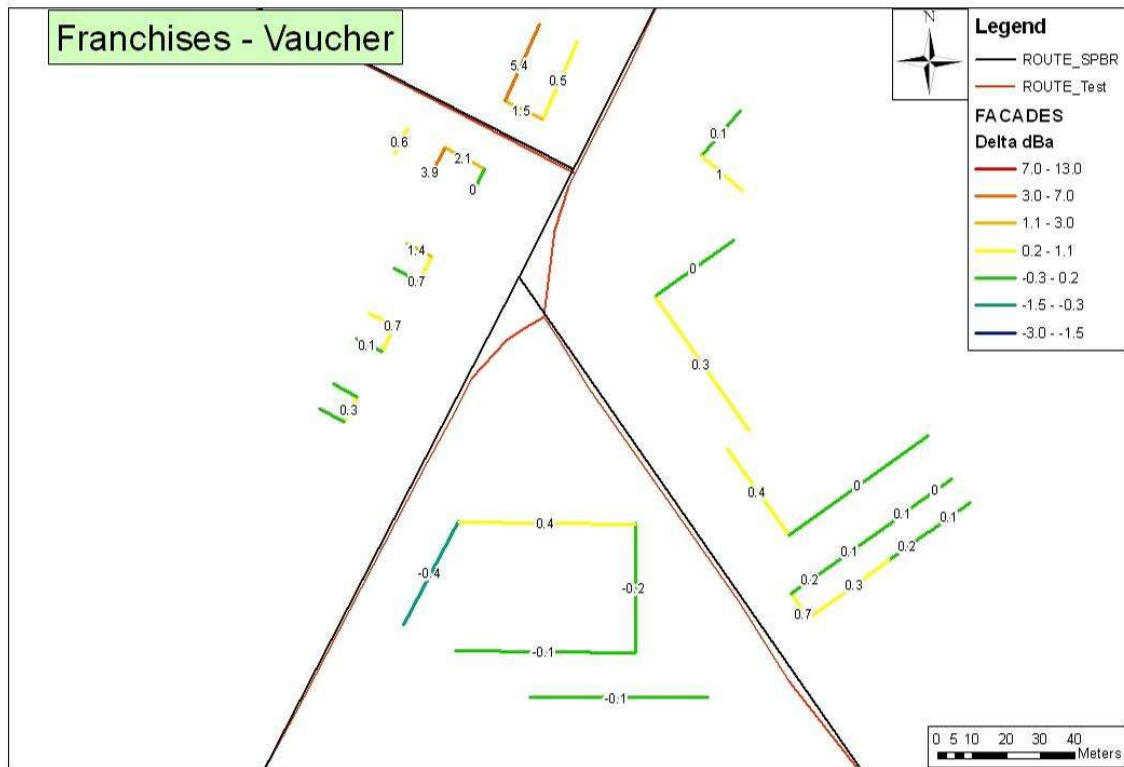 Franchises - Vaucher
N
Legend
ROUTE_SPBR
ROUTE_Test
FACADES
Delta dBa
7.0 - 13.0
3.0 - 7.0
1.1 - 3.0
0.2 - 1.1
-0.3 - 0.2
-1.5 - -0.3
-3.0 - -1.5
5.4
0.5
1.5
0.6
2.1
3.9
0
0.1
1
1.4
0.7
0
0.7
0.1
0.3
0.3
0.4
0
0
0.1
0.1
0.1
0.2
0.2
0.3
0.7
0.4
-0.4
-0.2
-0.1
-0.1
0 5 10 20 30 40
Meters